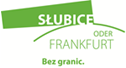 SŁUBICE
ODER
FRANKFURT
Bez granic.